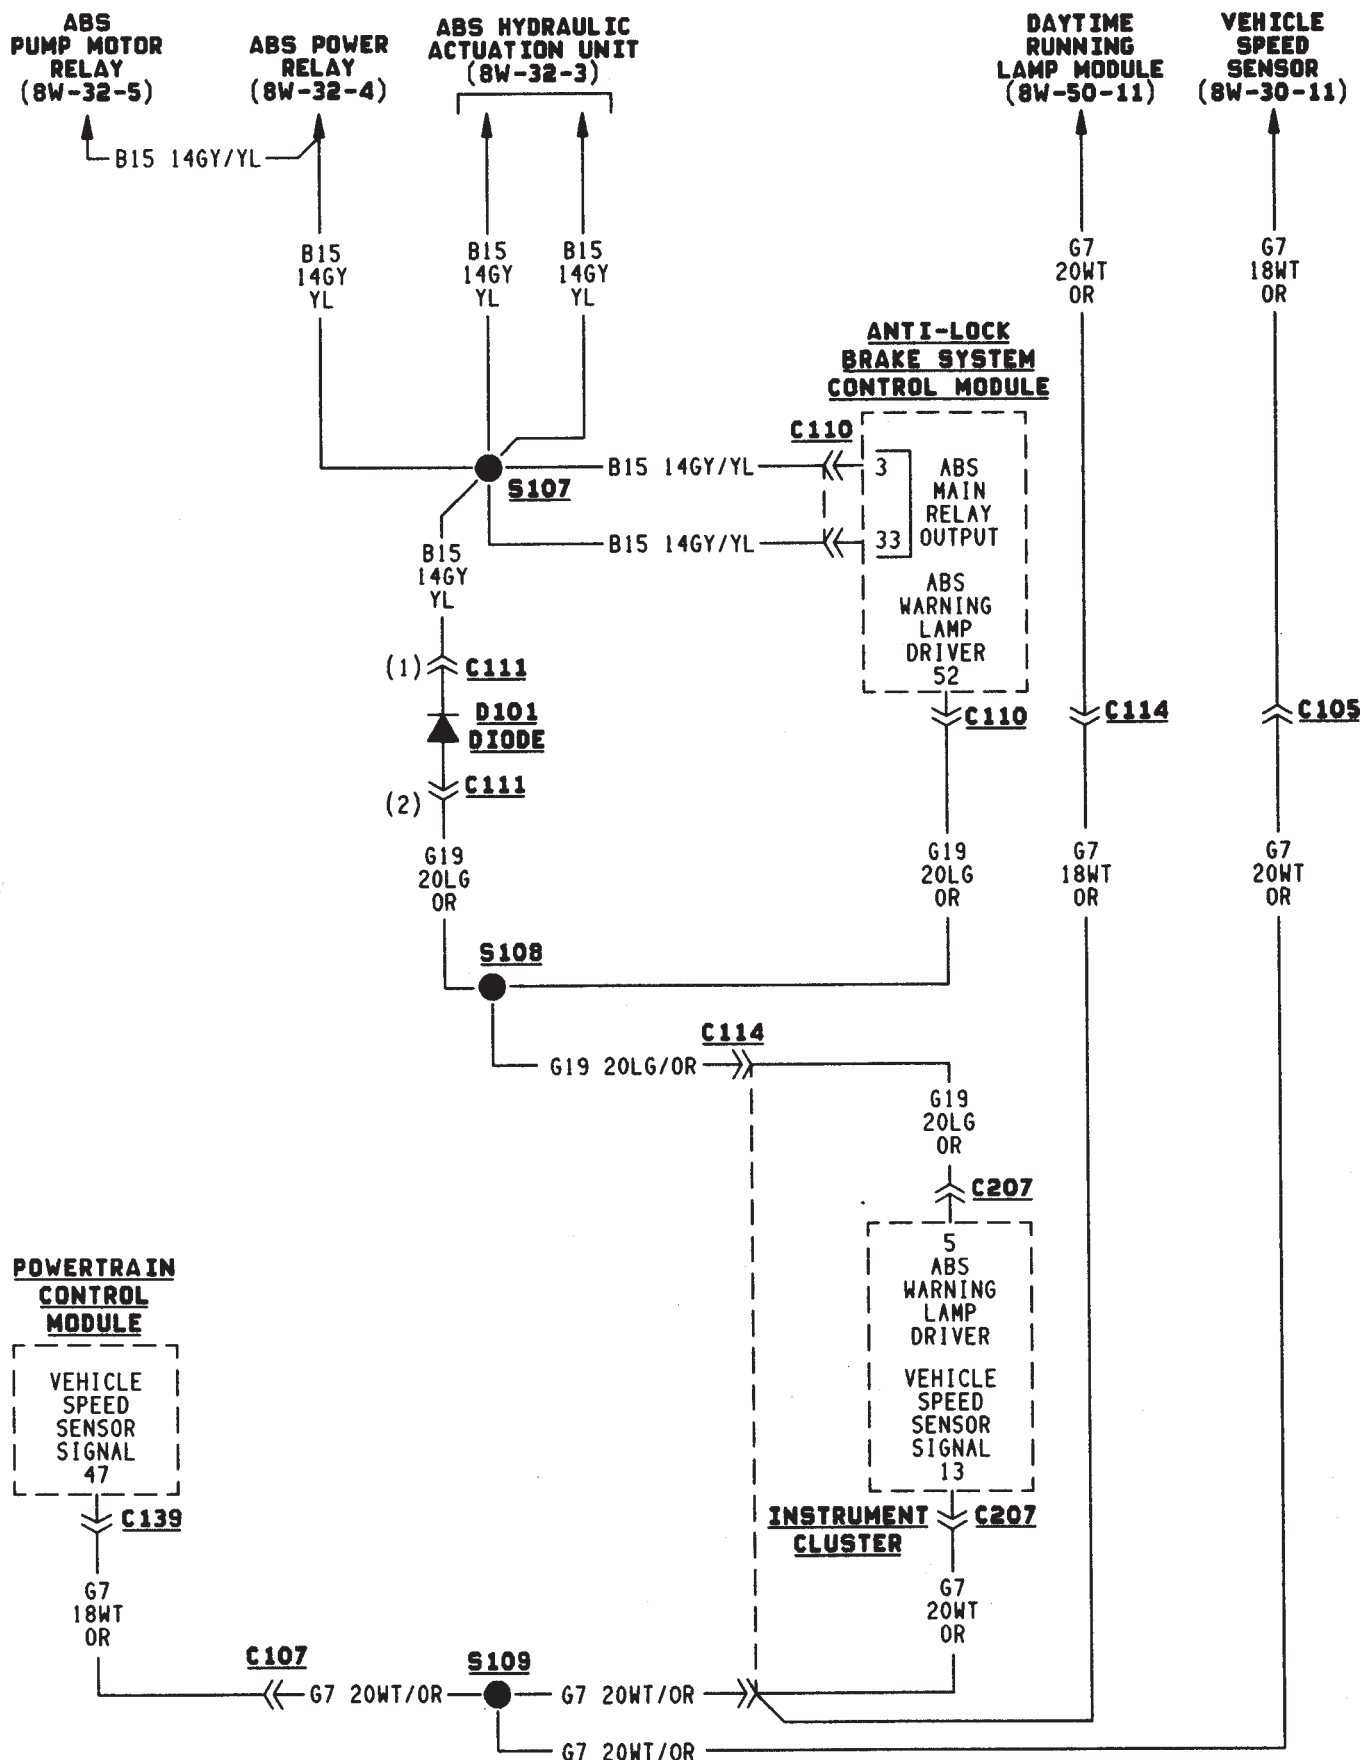 ABS
PUMP MOTOR
RELAY
(8W-32-5)
ABS POWER
RELAY
(8W-32-4)
ABS HYDRAULIC
ACTUATION UNIT
(8W-32-3)
DAYTIME
RUNNING
LAMP MODULE
(8W-50-11)
VEHICLE
SPEED
SENSOR
(8W-30-11)
B15 14GY/YL
B15
14GY
YL
B15
14GY
YL
B15
14GY
YL
G7
20WT
OR
G7
18WT
OR
ANTI-LOCK
BRAKE SYSTEM
CONTROL MODULE
C110
S107
B15 14GY/YL
3
ABS
MAIN
RELAY
OUTPUT
B15 14GY/YL
33
ABS
WARNING
LAMP
DRIVER
52
B15
14GY
YL
(1)
C111
D101
DIODE
(2)
C111
C110
C114
C105
G19
20LG
OR
G19
20LG
OR
G7
18WT
OR
G7
20WT
OR
S108
C114
G19 20LG/OR
G19
20LG
OR
C207
5
ABS
WARNING
LAMP
DRIVER
VEHICLE
SPEED
SENSOR
SIGNAL
13
INSTRUMENT
CLUSTER
C207
POWERTRAIN
CONTROL
MODULE
VEHICLE
SPEED
SENSOR
SIGNAL
47
C139
G7
18WT
OR
G7
20WT
OR
C107
G7 20WT/OR
S109
G7 20WT/OR
G7 20WT/OR